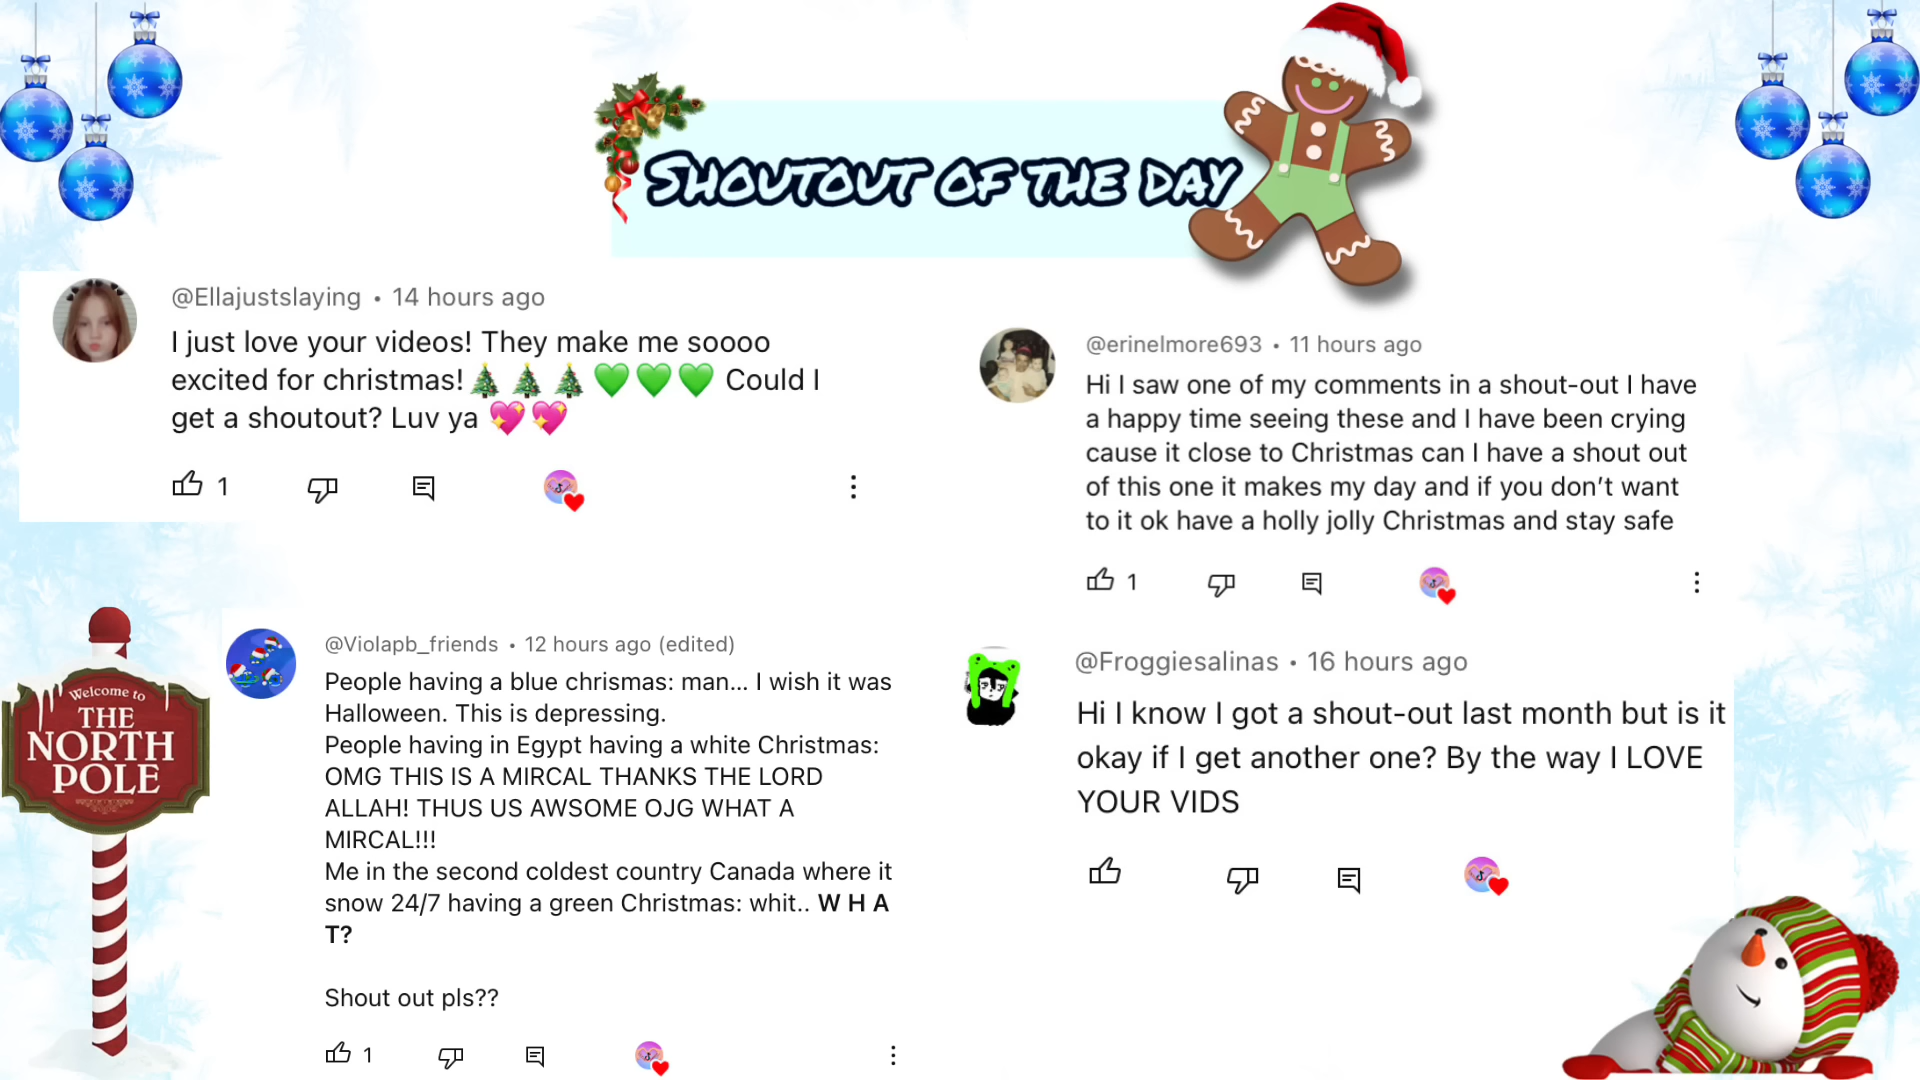 SHOUTOUT OF THE DAY
@Ellajustslaying • 14 hours ago
I just love your videos! They make me soooo
excited for christmas! 🎄 🎄 🎄 💚 💚 💚 Could I
get a shoutout? Luv ya 💖 💖
1
@erinelmore693 • 11 hours ago
Hi I saw one of my comments in a shout-out I have
a happy time seeing these and I have been crying
cause it close to Christmas can I have a shout out
of this one it makes my day and if you don't want
to it ok have a holly jolly Christmas and stay safe
1
Welcome to
THE
NORTH
POLE
@Violapb_friends • 12 hours ago (edited)
People having a blue chrismas: man... I wish it was
Halloween. This is depressing.
People having in Egypt having a white Christmas:
OMG THIS IS A MIRCAL THANKS THE LORD
ALLAH! THUS US AWSOME OJG WHAT A
MIRCAL!!!
Me in the second coldest country Canada where it
snow 24/7 having a green Christmas: whit.. W H A
T?
Shout out pls??
1
@Froggiesalinas • 16 hours ago
Hi I know I got a shout-out last month but is it
okay if I get another one? By the way I LOVE
YOUR VIDS